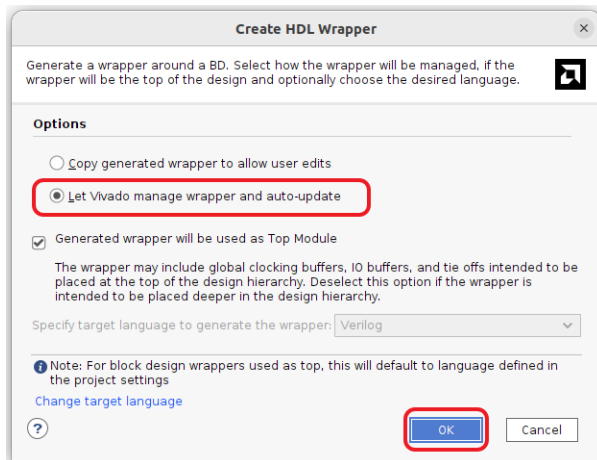 Create HDL Wrapper
Generate a wrapper around a BD. Select how the wrapper will be managed, if the
wrapper will be the top of the design and optionally choose the desired language.
Options
Copy generated wrapper to allow user edits
Let Vivado manage wrapper and auto-update
Generated wrapper will be used as Top Module
The wrapper may include global clocking buffers, IO buffers, and tie offs intended to be
placed at the top of the design hierarchy. Deselect this option if the wrapper is
intended to be placed deeper in the design hierarchy.
Specify target language to generate the wrapper: Verilog
Note: For block design wrappers used as top, this will default to language defined in
the project settings
Change target language
? OK Cancel